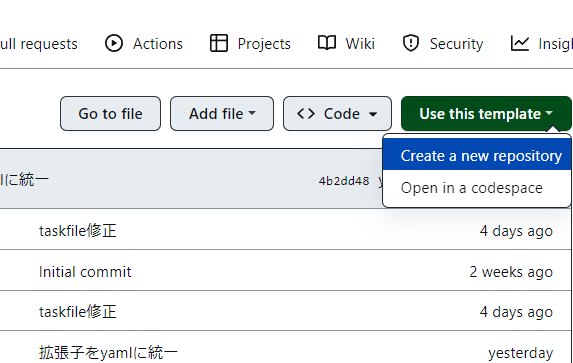 ull requests Actions Projects Wiki Security Insig
Go to file Add file Code Use this template
Create a new repository
Open in a codespace
lに統一 4b2dd48
taskfile修正 4 days ago
Initial commit 2 weeks ago
taskfile修正 4 days ago
拡張子をyamlに統一 yesterday